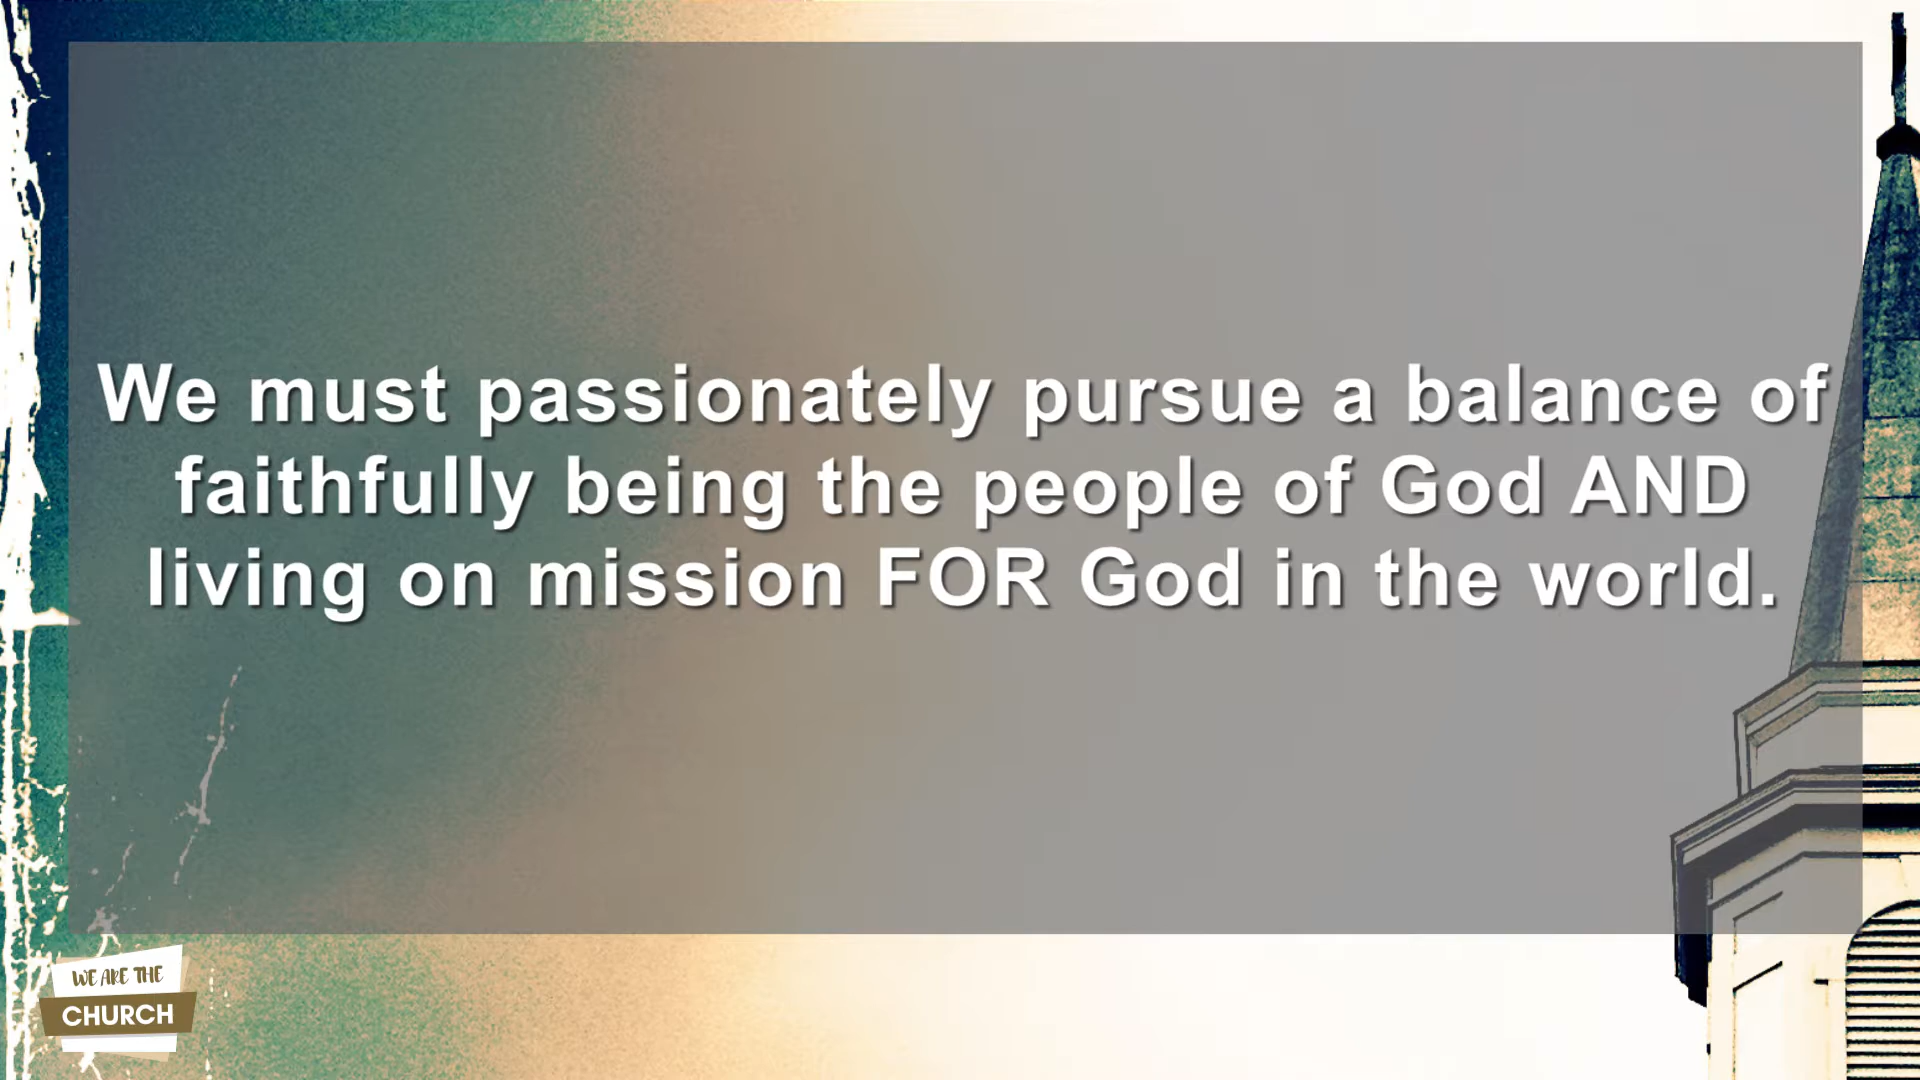 We must passionately pursue a balance of
faithfully being the people of God AND
living on mission FOR God in the world.
WE ARE THE
CHURCH